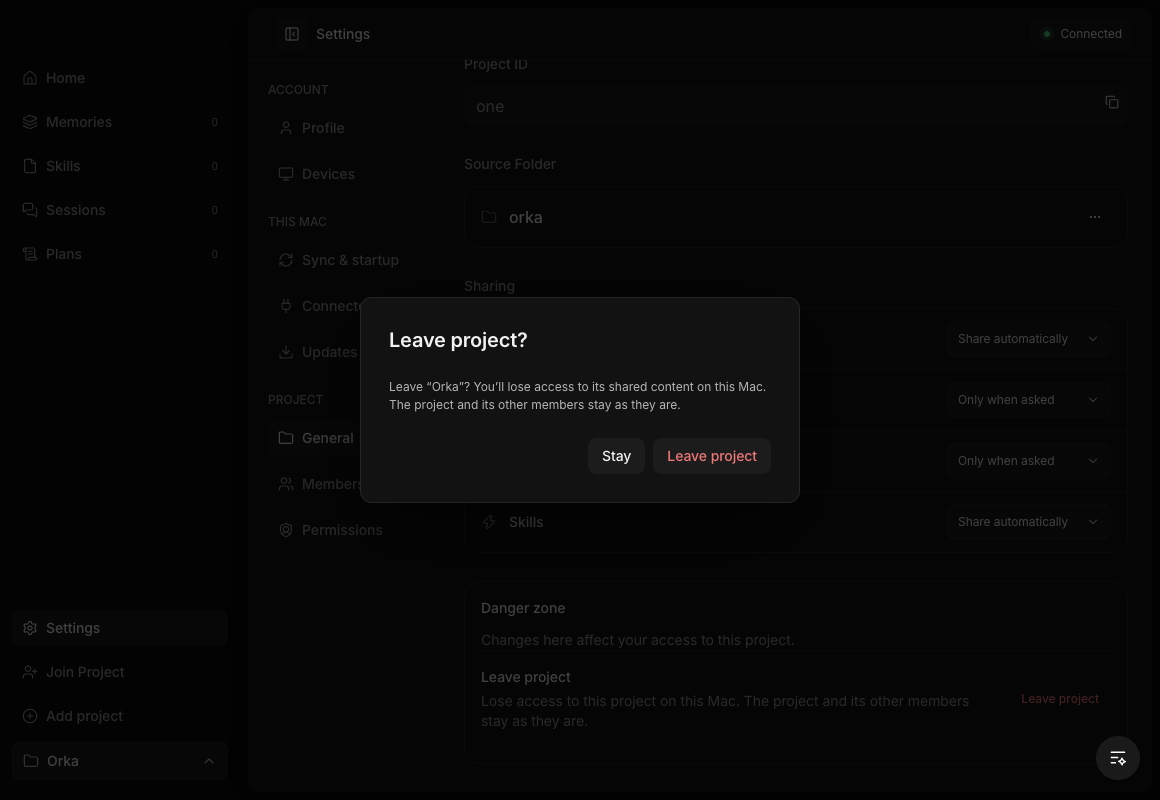 Settings
Connected
Home
Memories 0
Skills 0
Sessions 0
Plans 0
Settings
Join Project
Add project
Orka
ACCOUNT
Profile
Devices
THIS MAC
Sync & startup
Connecte
Updates
PROJECT
General
Members
Permissions
Project ID
one
Source Folder
orka
Sharing
Share automatically
Only when asked
Only when asked
Skills
Share automatically
Leave project?
Leave “Orka”? You’ll lose access to its shared content on this Mac.
The project and its other members stay as they are.
Stay
Leave project
Danger zone
Changes here affect your access to this project.
Leave project
Lose access to this project on this Mac. The project and its other members
stay as they are.
Leave project